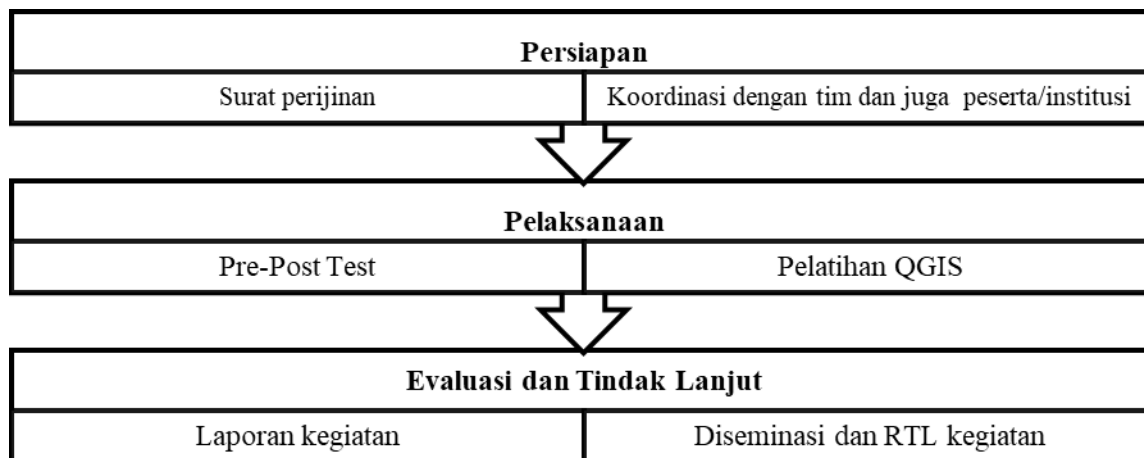 Persiapan
Surat perijinan
Koordinasi dengan tim dan juga peserta/institusi
Pelaksanaan
Pre-Post Test
Pelatihan QGIS
Evaluasi dan Tindak Lanjut
Laporan kegiatan
Diseminasi dan RTL kegiatan